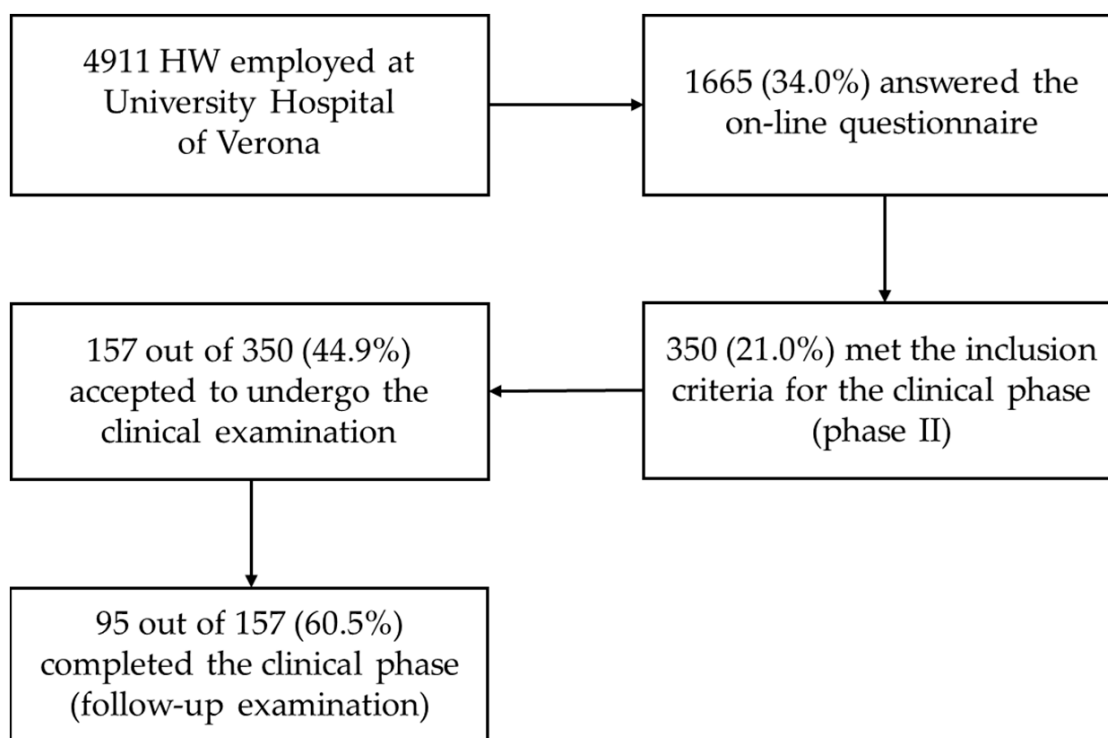 4911 HW employed at
University Hospital
of Verona
1665 (34.0%) answered the
on-line questionnaire
350 (21.0%) met the inclusion
criteria for the clinical phase
(phase II)
157 out of 350 (44.9%)
accepted to undergo the
clinical examination
95 out of 157 (60.5%)
completed the clinical phase
(follow-up examination)